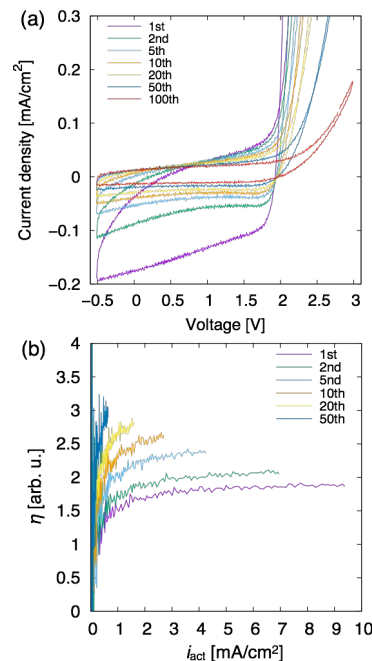 (a)
0.3
0.2
0.1
0
−0.1
−0.2
Current density [mA/cm²]
1st
2nd
5th
10th
20th
50th
100th
−0.5 0 0.5 1 1.5 2 2.5 3
Voltage [V]
(b)
4
3.5
3
2.5
2
1.5
1
0.5
0
η [arb. u.]
1st
2nd
5nd
10th
20th
50th
0 1 2 3 4 5 6 7 8 9 10
i_act [mA/cm²]